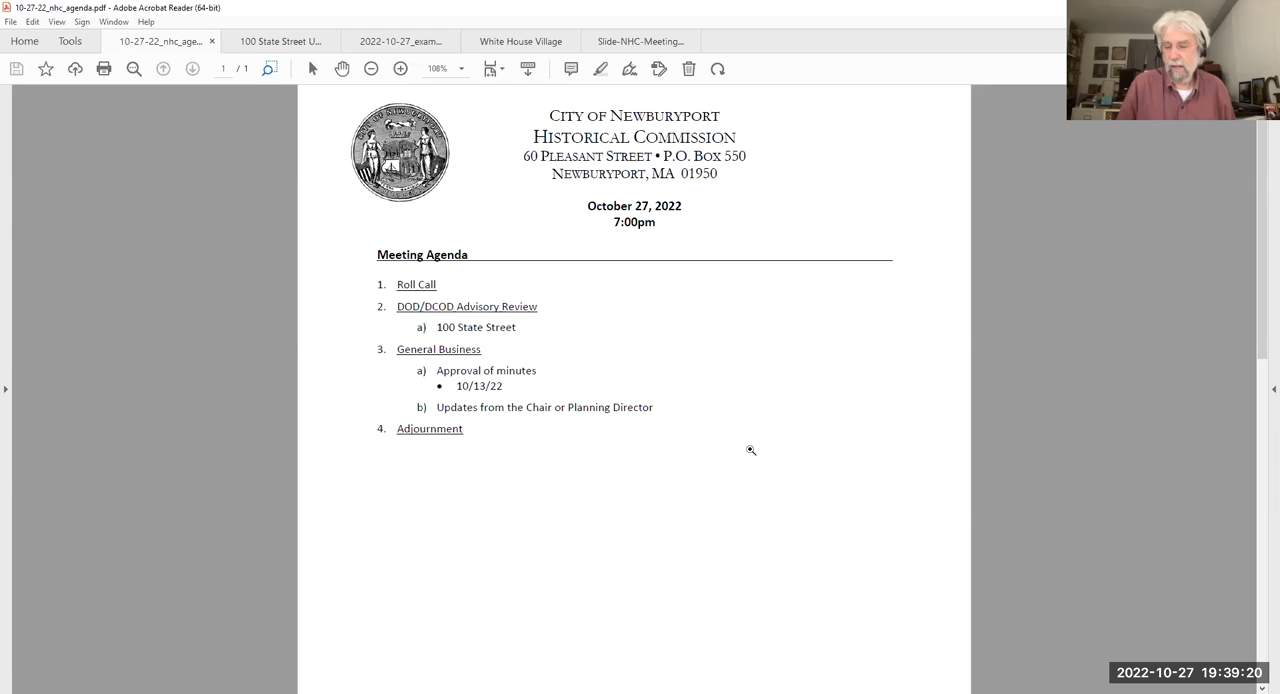 10-27-22_nhc_agenda.pdf - Adobe Acrobat Reader (64-bit)
File Edit View Sign Window Help
Home Tools 10-27-22_nhc_age... × 100 State Street U... 2022-10-27_exam... White House Village Slide-NHC-Meeting...
1 / 1 108%
CITY OF NEWBURYPORT
HISTORICAL COMMISSION
60 PLEASANT STREET • P.O. BOX 550
NEWBURYPORT, MA 01950
October 27, 2022
7:00pm
Meeting Agenda
1. Roll Call
2. DOD/DCOD Advisory Review
a) 100 State Street
3. General Business
a) Approval of minutes
• 10/13/22
b) Updates from the Chair or Planning Director
4. Adjournment
2022-10-27 19:39:20